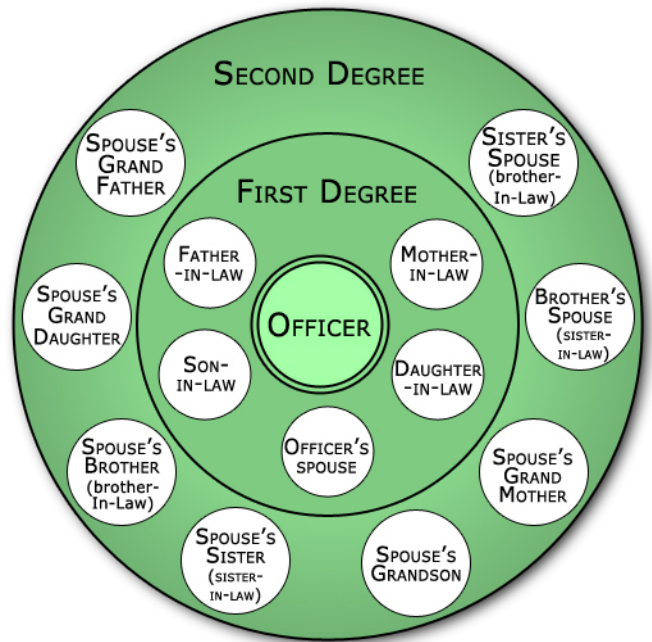 SECOND DEGREE
SPOUSE'S
GRAND
FATHER
SISTER'S
SPOUSE
(brother-
In-Law)
FIRST DEGREE
FATHER
-IN-LAW
MOTHER-
IN-LAW
SPOUSE'S
GRAND
DAUGHTER
OFFICER
BROTHER'S
SPOUSE
(SISTER-
IN-LAW)
SON-
IN-LAW
DAUGHTER
-IN-LAW
SPOUSE'S
BROTHER
(brother-
In-Law)
OFFICER'S
SPOUSE
SPOUSE'S
GRAND
MOTHER
SPOUSE'S
SISTER
(SISTER-
IN-LAW)
SPOUSE'S
GRANDSON